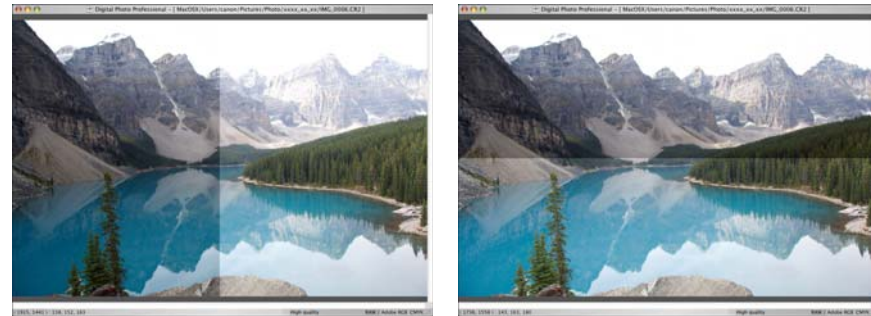 Digital Photo Professional – [ MacOSX/Users/canon/Pictures/Photo/xxxx_xx_xx/IMG_0006.CR2 ]
Digital Photo Professional – [ MacOSX/Users/canon/Pictures/Photo/xxxx_xx_xx/IMG_0006.CR2 ]
High quality
RAW / Adobe RGB CMYK
High quality
RAW / Adobe RGB CMYK